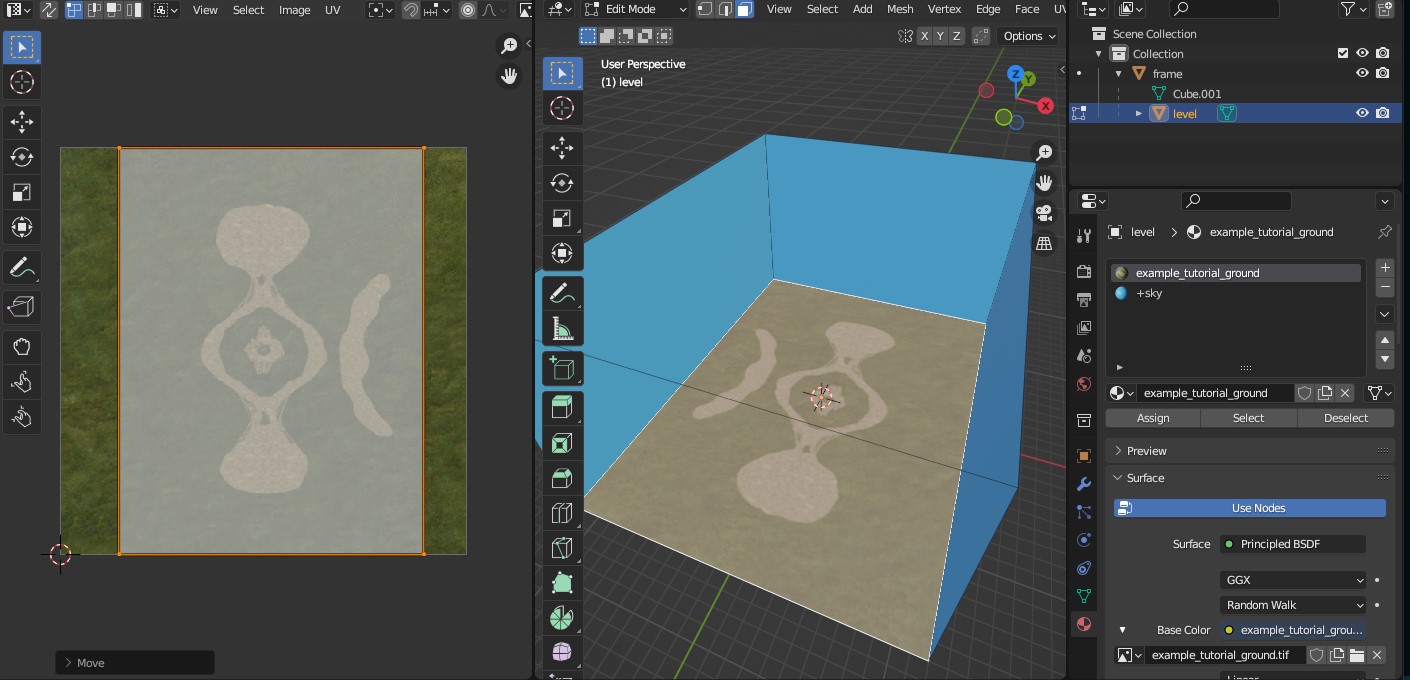 View Select Image UV
Edit Mode View Select Add Mesh Vertex Edge Face
X Y Z Options
User Perspective
(1) level
Z
Y
X
Move
Scene Collection
Collection
frame
Cube.001
level
level > example_tutorial_ground
example_tutorial_ground
+sky
example_tutorial_ground
Assign Select Deselect
Preview
Surface
Use Nodes
Surface Principled BSDF
GGX
Random Walk
Base Color example_tutorial_grou...
example_tutorial_ground.tif